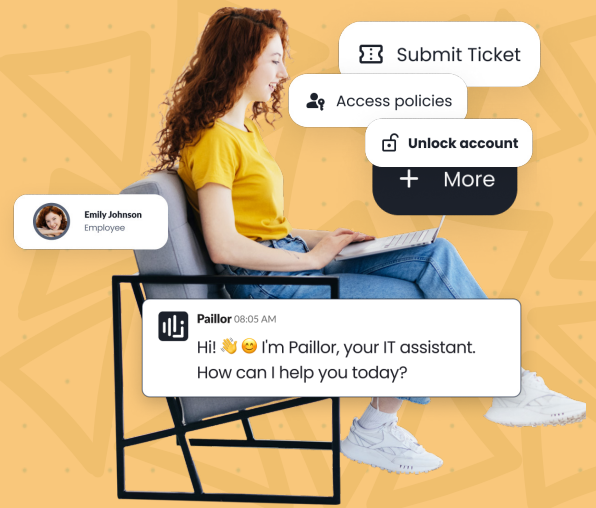 Submit Ticket
Access policies
Unlock account
+ More
Emily Johnson
Employee
Paillor 08:05 AM
Hi! 👋 😊 I'm Paillor, your IT assistant.
How can I help you today?